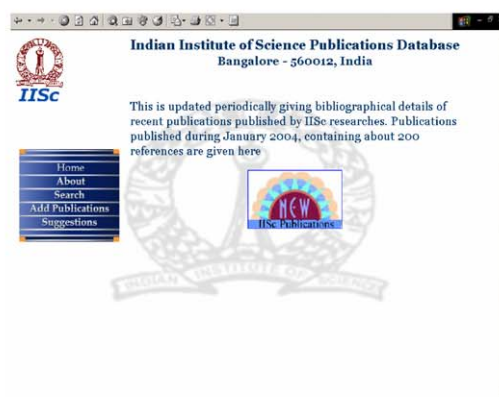 Indian Institute of Science Publications Database
Bangalore - 560012, India
IISc
This is updated periodically giving bibliographical details of
recent publications published by IISc researches. Publications
published during January 2004, containing about 200
references are given here
Home
About
Search
Add Publications
Suggestions
NEW
IISc Publications
INDIAN INSTITUTE OF SCIENCE